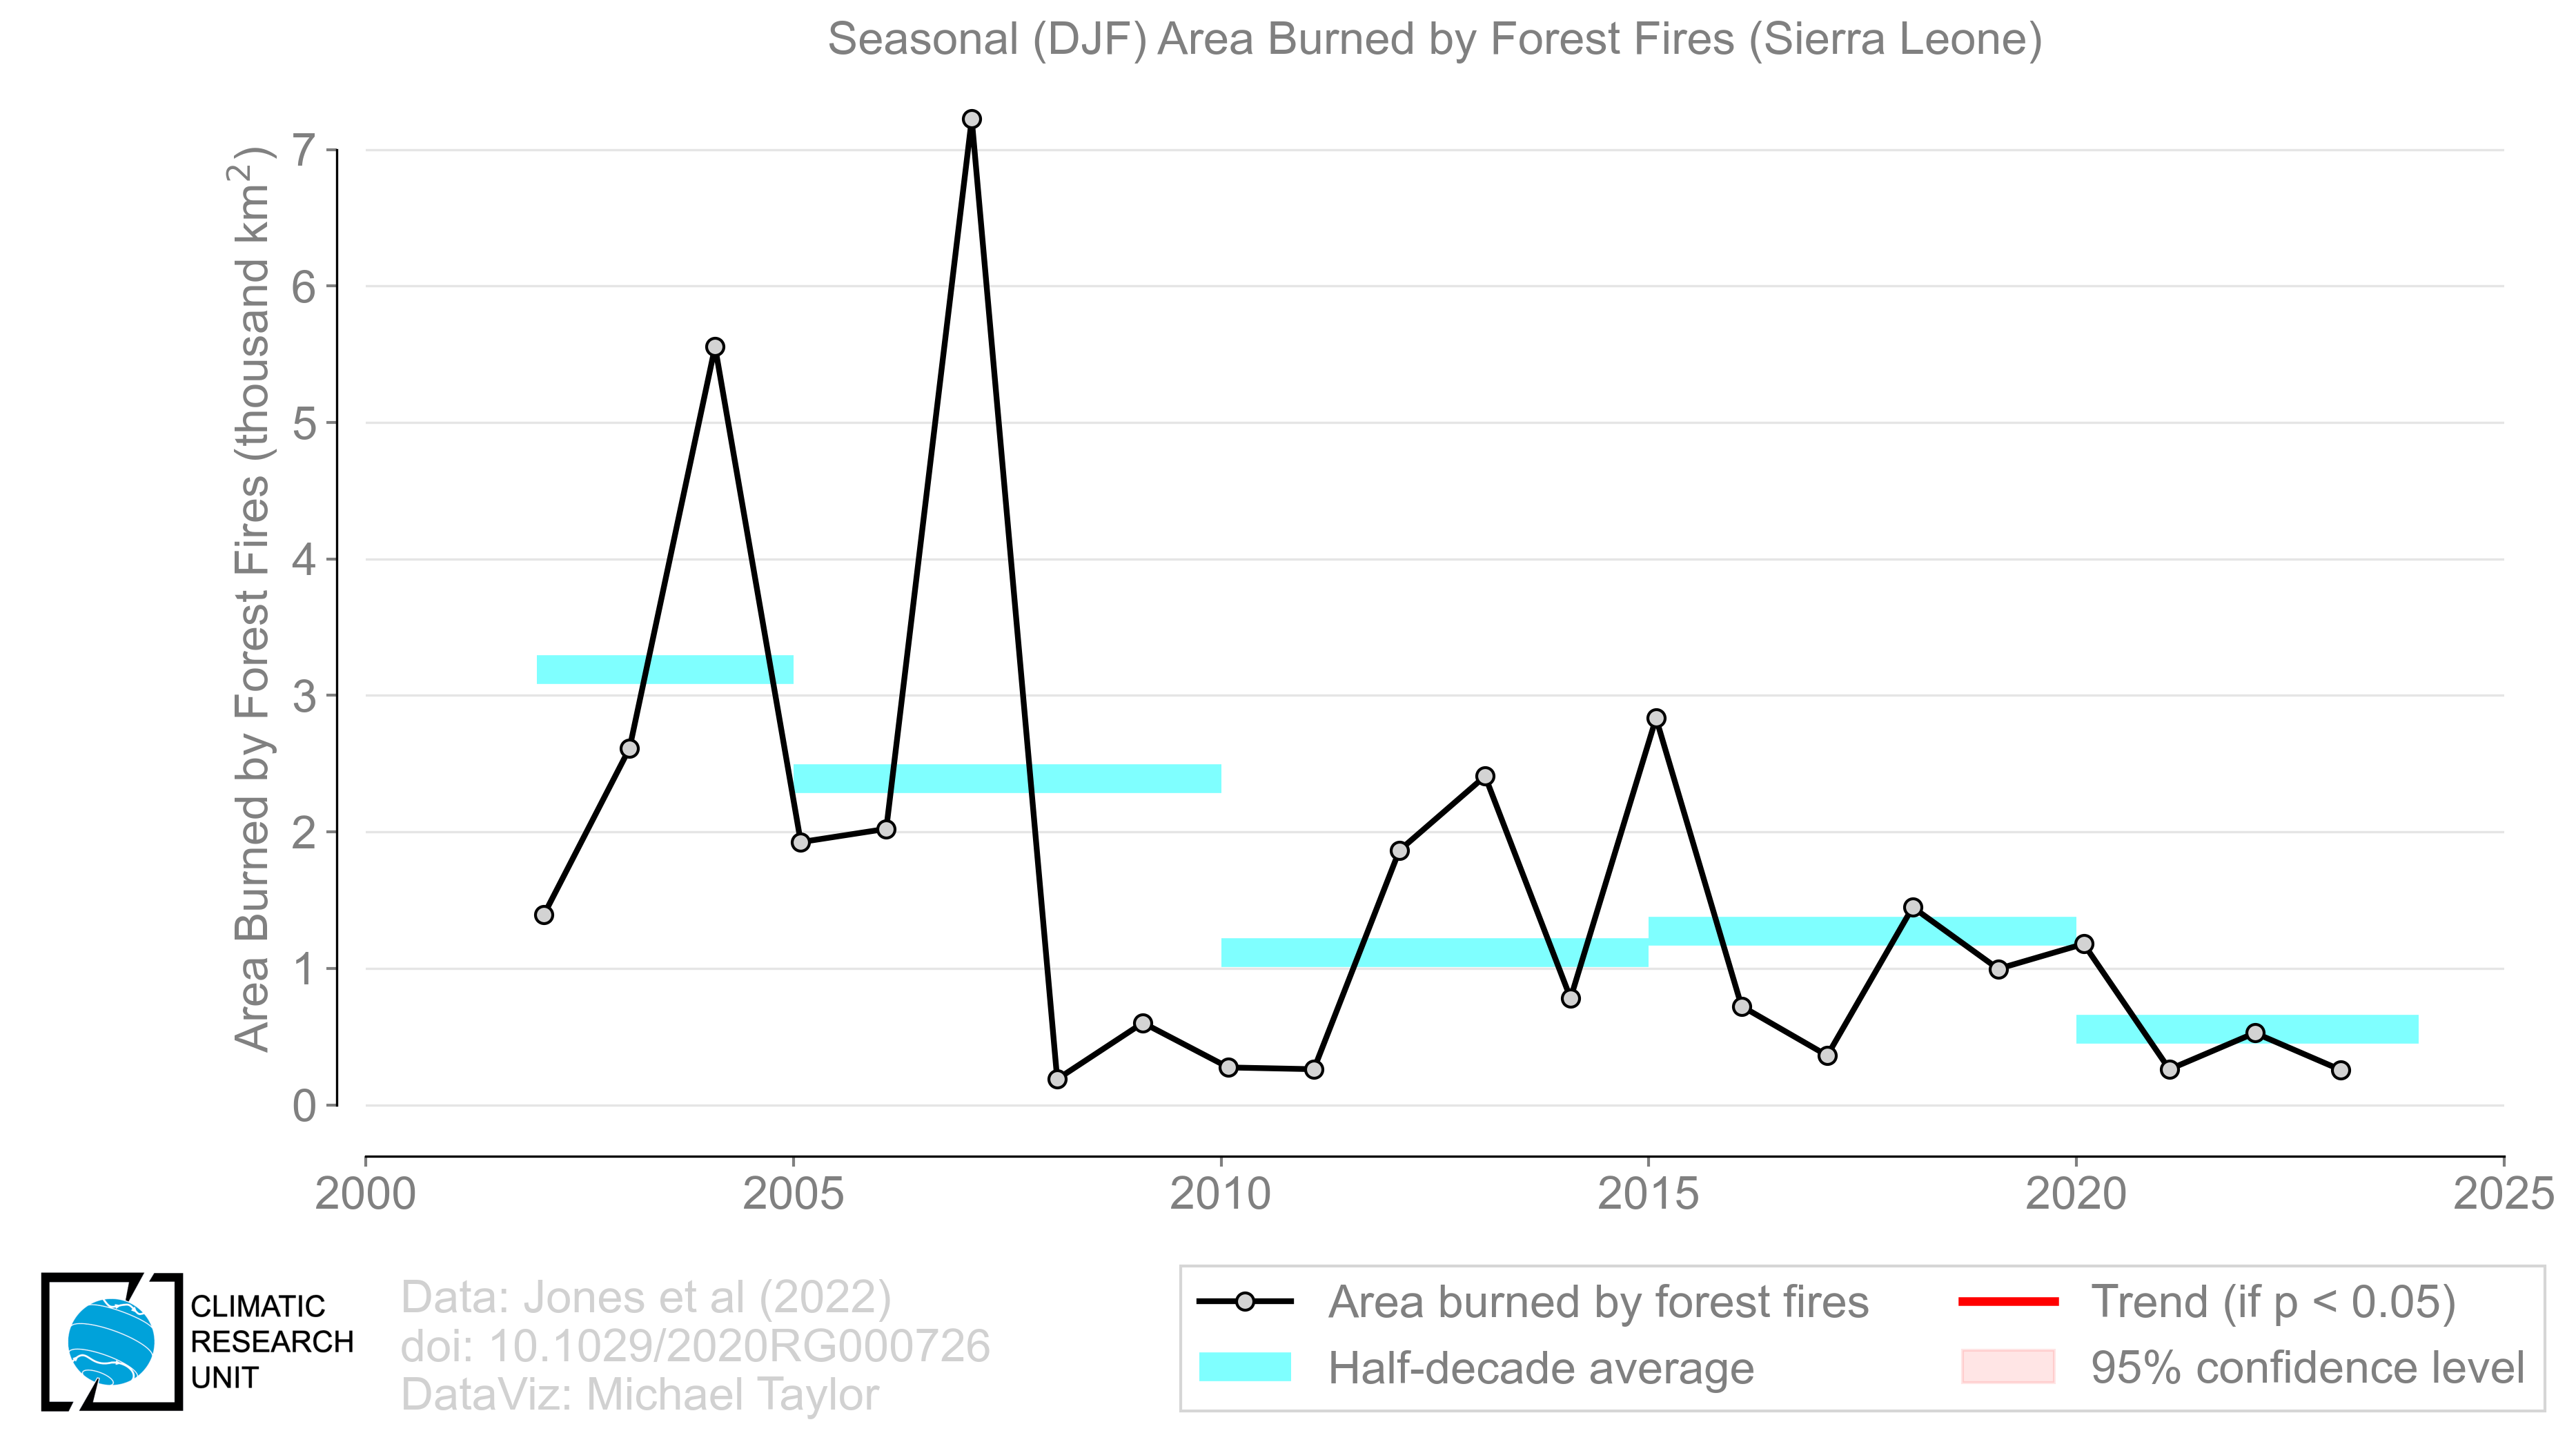 Seasonal (DJF) Area Burned by Forest Fires (Sierra Leone)
Area Burned by Forest Fires (thousand km²)
7
6
5
4
3
2
1
0
2000 2005 2010 2015 2020 2025
CLIMATIC
RESEARCH
UNIT
Data: Jones et al (2022)
doi: 10.1029/2020RG000726
DataViz: Michael Taylor
Area burned by forest fires
Half-decade average
Trend (if p < 0.05)
95% confidence level